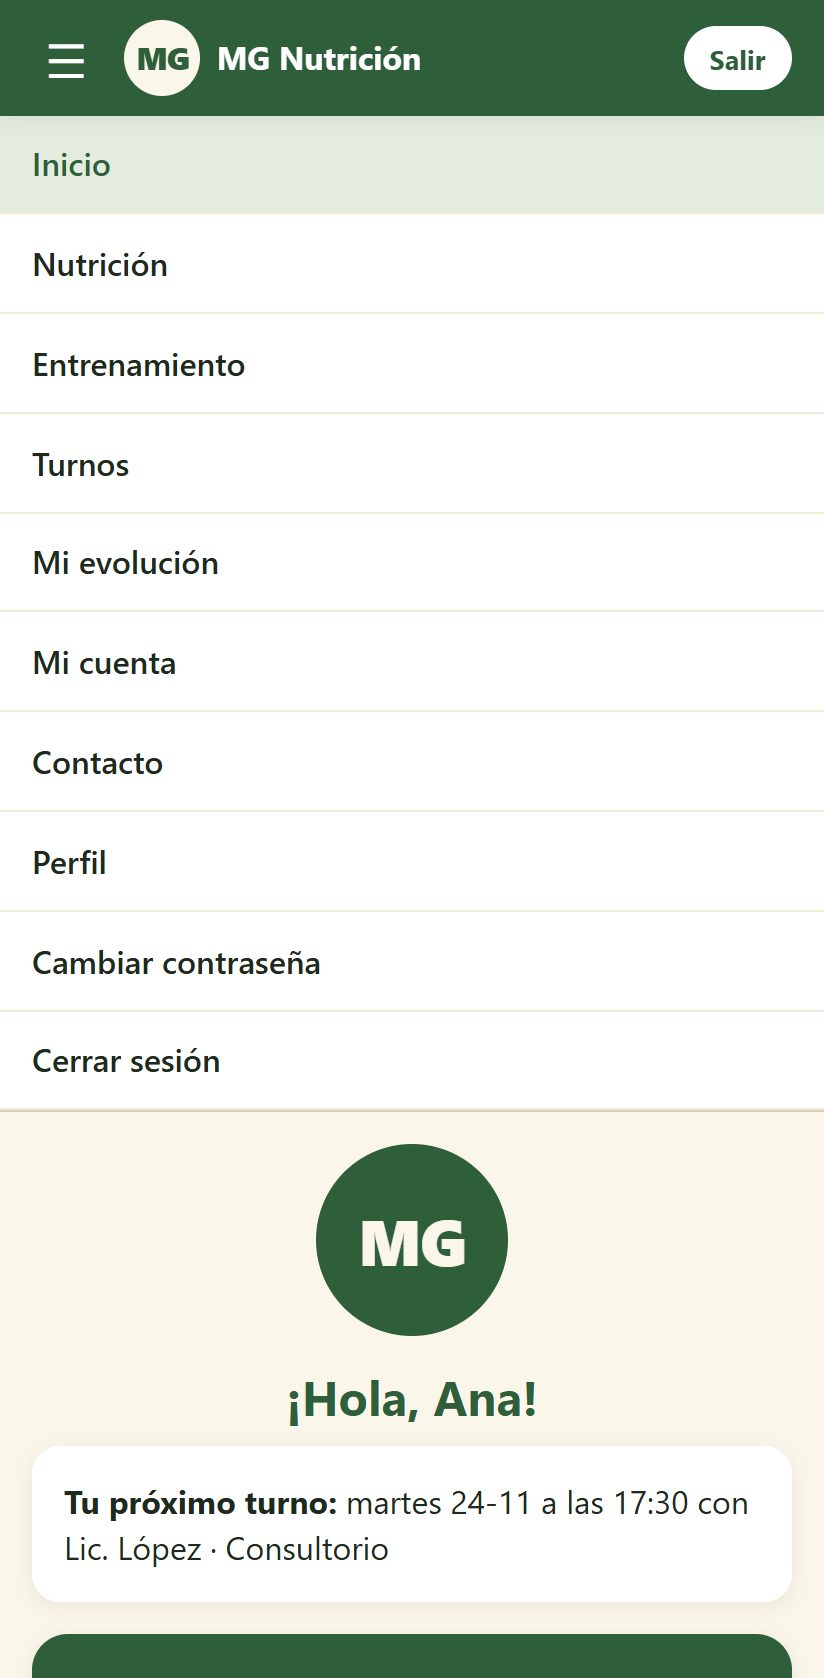 ☰ MG MG Nutrición Salir
Inicio
Nutrición
Entrenamiento
Turnos
Mi evolución
Mi cuenta
Contacto
Perfil
Cambiar contraseña
Cerrar sesión
MG
¡Hola, Ana!
Tu próximo turno: martes 24-11 a las 17:30 con
Lic. López · Consultorio